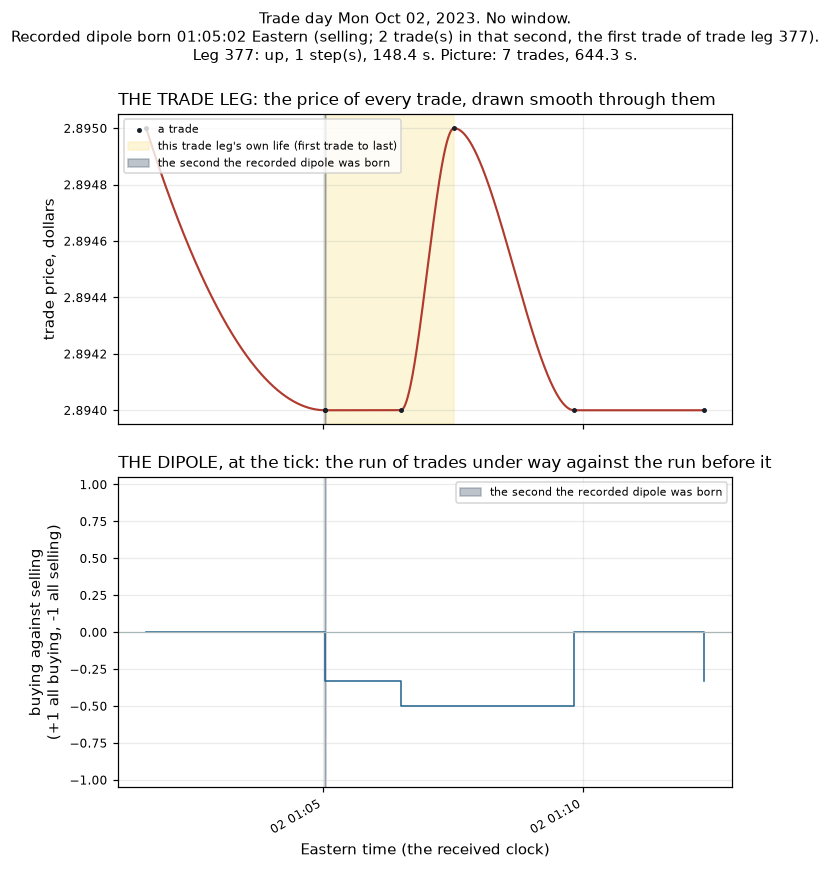 Trade day Mon Oct 02, 2023. No window.
Recorded dipole born 01:05:02 Eastern (selling; 2 trade(s) in that second, the first trade of trade leg 377).
Leg 377: up, 1 step(s), 148.4 s. Picture: 7 trades, 644.3 s.
THE TRADE LEG: the price of every trade, drawn smooth through them
a trade
this trade leg's own life (first trade to last)
the second the recorded dipole was born
trade price, dollars
2.8950
2.8948
2.8946
2.8944
2.8942
2.8940
THE DIPOLE, at the tick: the run of trades under way against the run before it
the second the recorded dipole was born
buying against selling
(+1 all buying, -1 all selling)
1.00
0.75
0.50
0.25
0.00
−0.25
−0.50
−0.75
−1.00
02 01:05
02 01:10
Eastern time (the received clock)